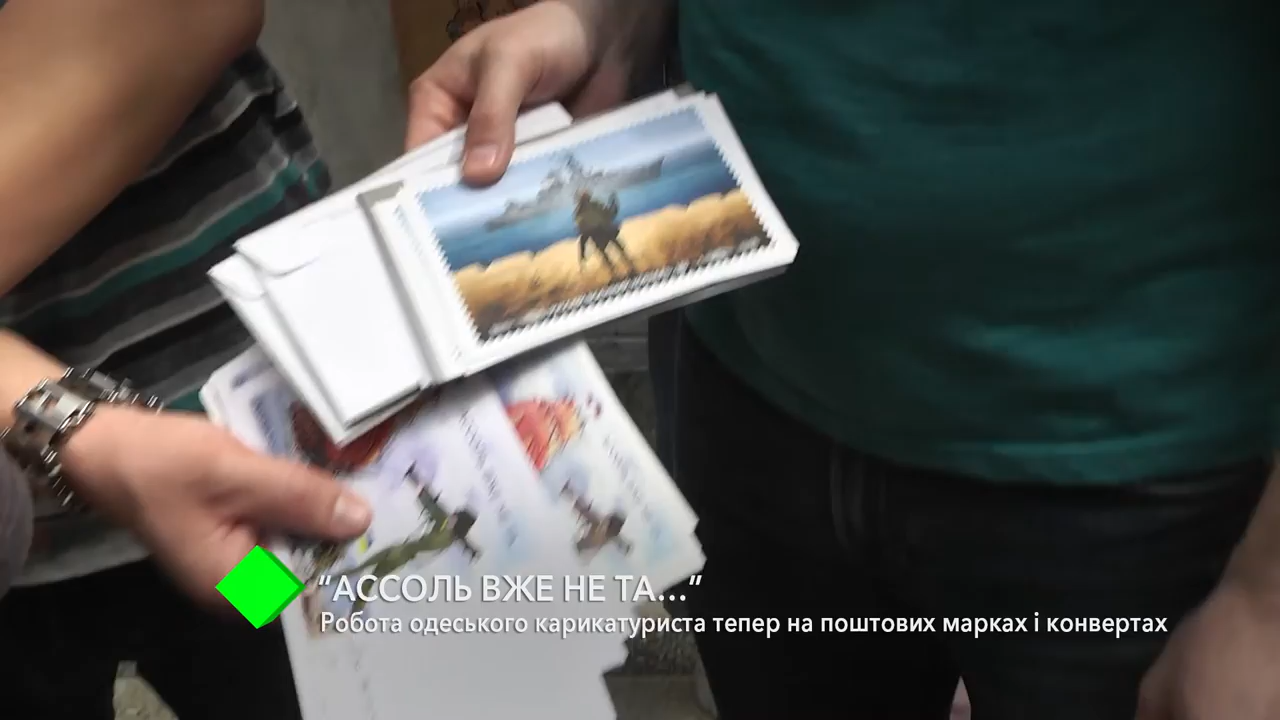 “АССОЛЬ ВЖЕ НЕ ТА...”
Робота одеського карикатуриста тепер на поштових марках і конвертах